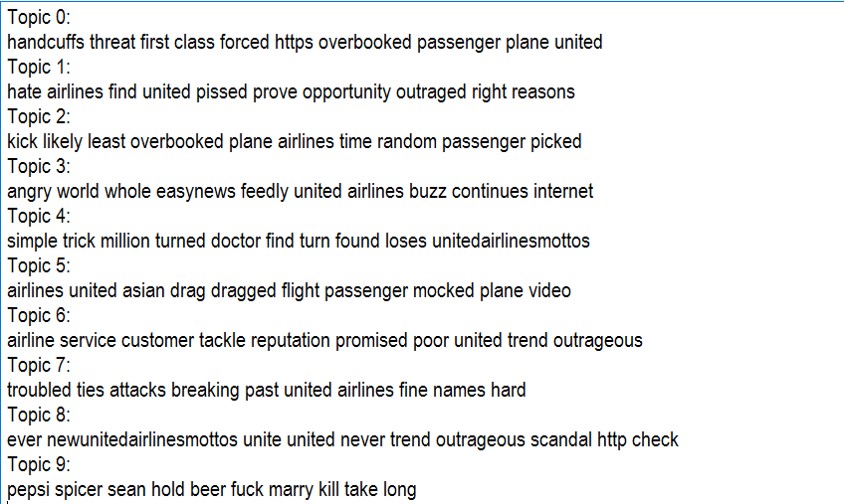 Topic 0:
handcuffs threat first class forced https overbooked passenger plane united
Topic 1:
hate airlines find united pissed prove opportunity outraged right reasons
Topic 2:
kick likely least overbooked plane airlines time random passenger picked
Topic 3:
angry world whole easynews feedly united airlines buzz continues internet
Topic 4:
simple trick million turned doctor find turn found loses unitedairlinesmottos
Topic 5:
airlines united asian drag dragged flight passenger mocked plane video
Topic 6:
airline service customer tackle reputation promised poor united trend outrageous
Topic 7:
troubled ties attacks breaking past united airlines fine names hard
Topic 8:
ever newunitedairlinesmottos unite united never trend outrageous scandal http check
Topic 9:
pepsi spicer sean hold beer fuck marry kill take long